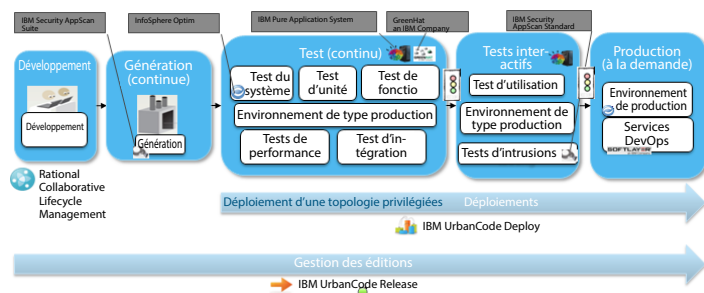 IBM Security AppScan
Suite
InfoSphere Optim
IBM Pure Application System
GreenHat
an IBM Company
IBM Security
AppScan Standard
Développement
Développement
Génération
(continue)
Génération
Test (continu)
Test du
système
Test
d'unité
Test de
fonctio
Environnement de type production
Tests de
performance
Test d'in-
tégration
Tests inter-
actifs
Test d'utilisation
Environnement de
type production
Tests d'intrusions
Production
(à la demande)
Environnement
de production
Services
DevOps
SOFTLAYER
Rational
Collaborative
Lifecycle
Management
Déploiement d'une topologie privilégiées Déploiements
IBM UrbanCode Deploy
Gestion des éditions
IBM UrbanCode Release